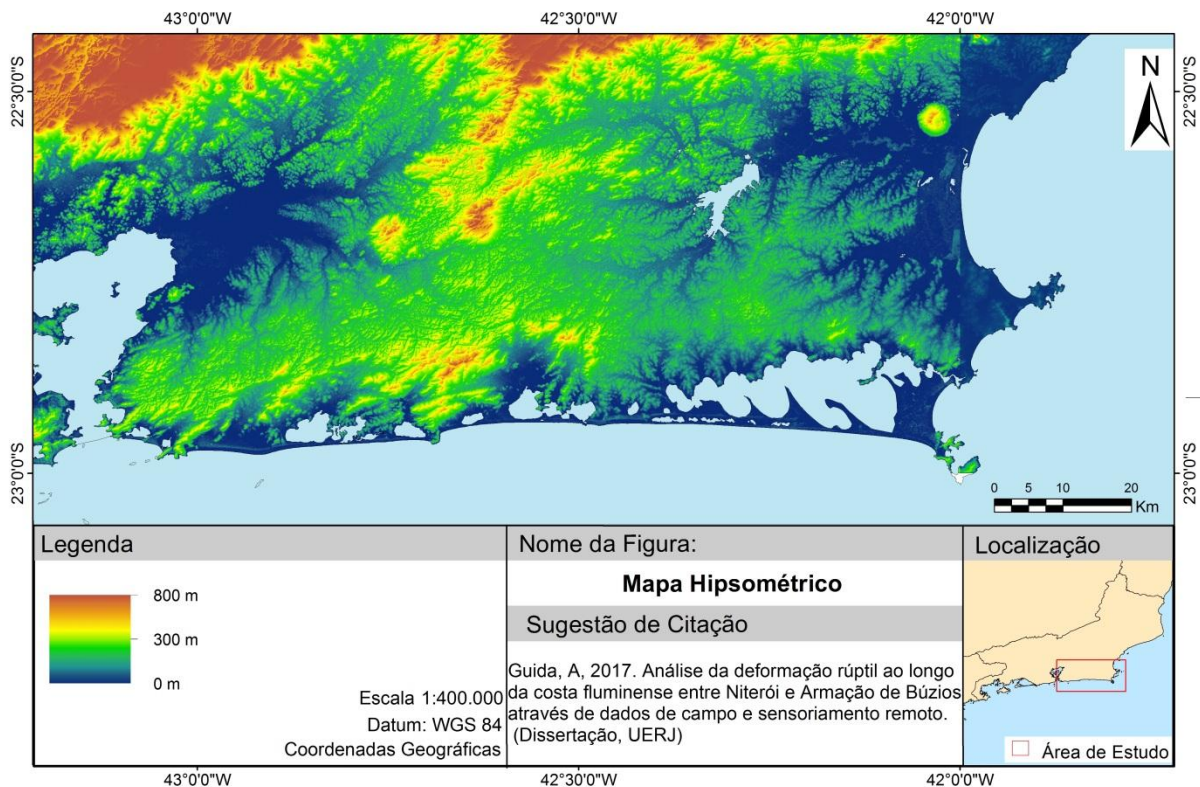 43°0'0"W
42°30'0"W
42°0'0"W
22°30'0"S
22°30'0"S
N
23°0'0"S
23°0'0"S
0 5 10 20
Km
Legenda
800 m
300 m
0 m
Escala 1:400.000
Datum: WGS 84
Coordenadas Geográficas
Nome da Figura:
Mapa Hipsométrico
Sugestão de Citação
Guida, A, 2017. Análise da deformação rúptil ao longo
da costa fluminense entre Niterói e Armação de Búzios
através de dados de campo e sensoriamento remoto.
(Dissertação, UERJ)
Localização
Área de Estudo
43°0'0"W
42°30'0"W
42°0'0"W